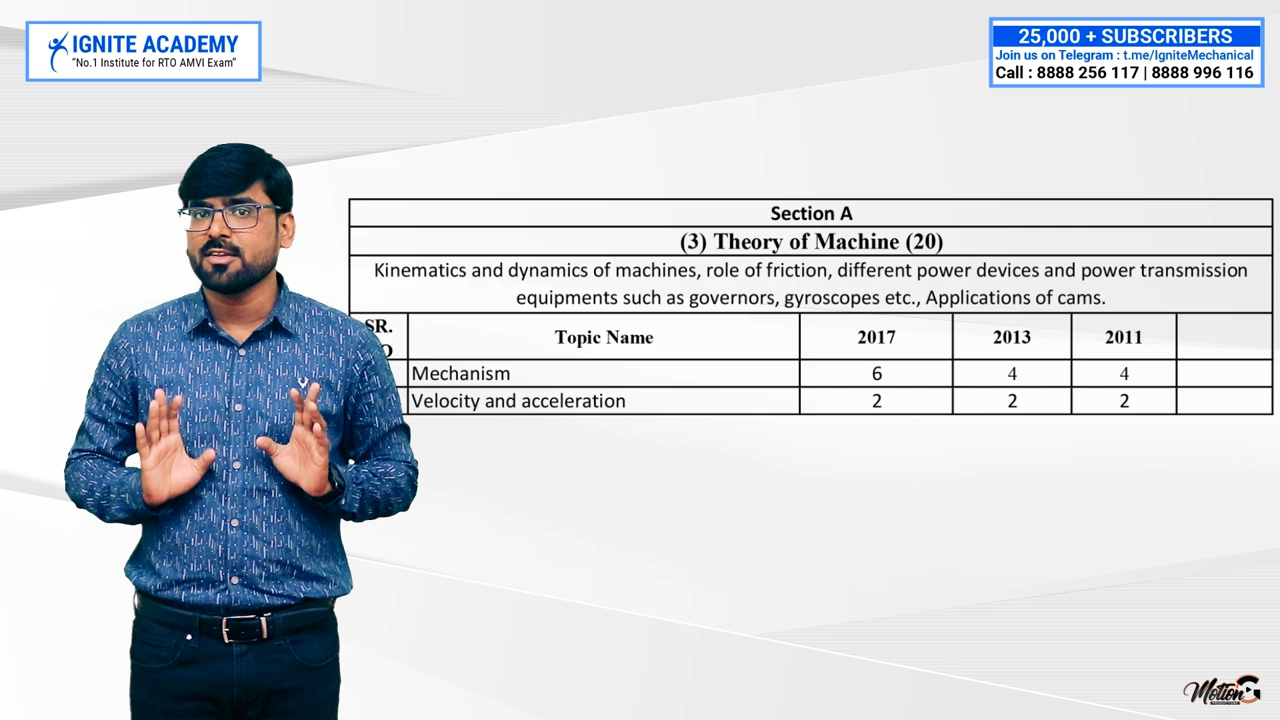 IGNITE ACADEMY
“No.1 Institute for RTO AMVI Exam”
25,000 + SUBSCRIBERS
Join us on Telegram : t.me/IgniteMechanical
Call : 8888 256 117 | 8888 996 116
Section A
(3) Theory of Machine (20)
Kinematics and dynamics of machines, role of friction, different power devices and power transmission
equipments such as governors, gyroscopes etc., Applications of cams.
SR. Topic Name 2017 2013 2011
Mechanism 6 4 4
Velocity and acceleration 2 2 2
Motion